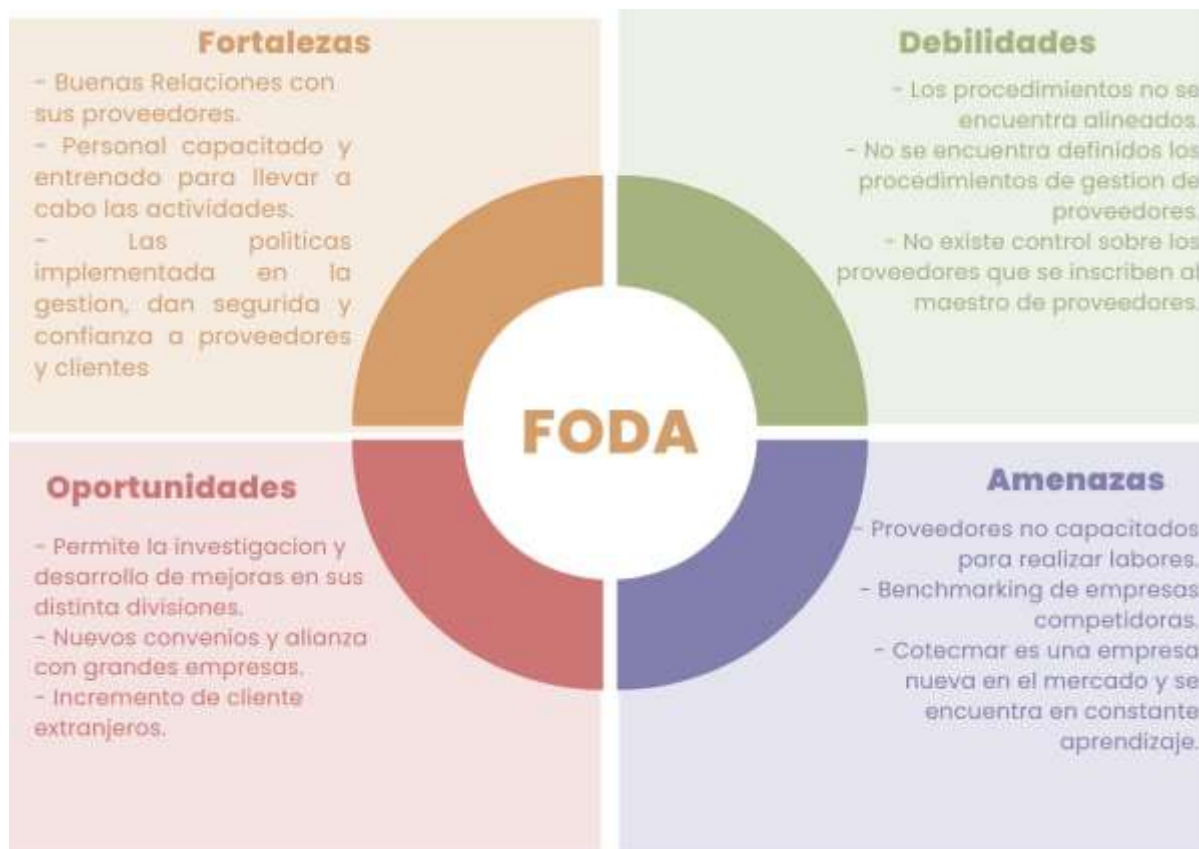 Fortalezas
- Buenas Relaciones con
sus proveedores.
- Personal capacitado y
entrenado para llevar a
cabo las actividades.
- Las politicas
implementada en la
gestion, dan segurida y
confianza a proveedores
y clientes
Debilidades
- Los procedimientos no se
encuentra alineados.
- No se encuentra definidos los
procedimientos de gestion de
proveedores.
- No existe control sobre los
proveedores que se inscriben al
maestro de proveedores.
FODA
Oportunidades
- Permite la investigacion y
desarrollo de mejoras en sus
distinta divisiones.
- Nuevos convenios y alianza
con grandes empresas.
- Incremento de cliente
extranjeros.
Amenazas
- Proveedores no capacitados
para realizar labores.
- Benchmarking de empresas
competidoras.
- Cotecmar es una empresa
nueva en el mercado y se
encuentra en constante
aprendizaje.